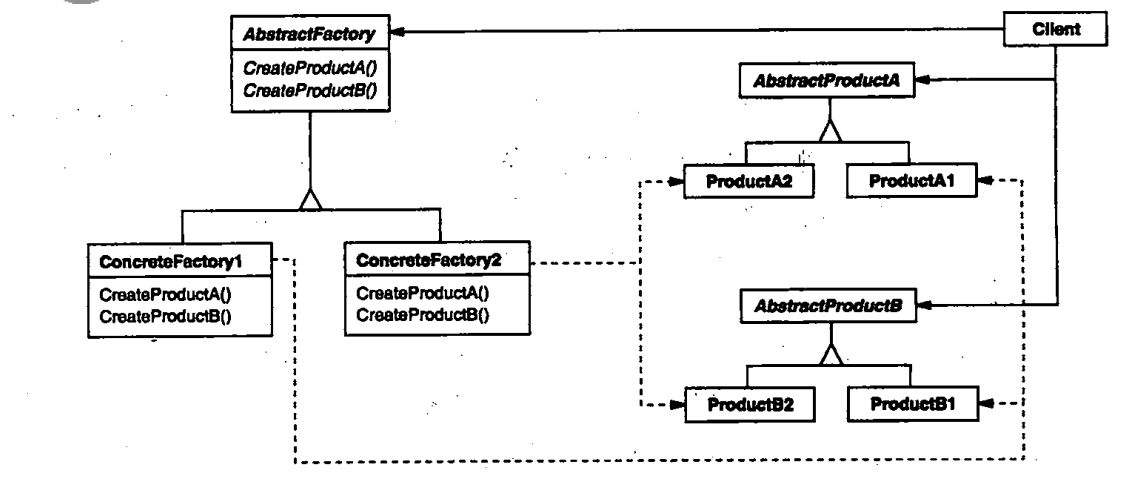 AbstractFactory
CreateProductA()
CreateProductB()
Client
AbstractProductA
ProductA2
ProductA1
ConcreteFactory1
CreateProductA()
CreateProductB()
ConcreteFactory2
CreateProductA()
CreateProductB()
AbstractProductB
ProductB2
ProductB1